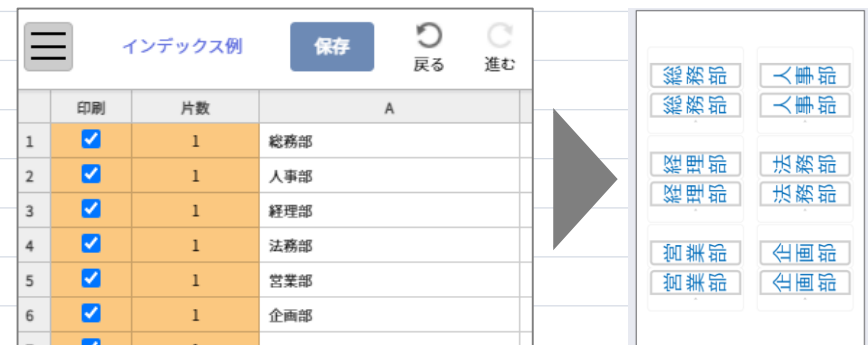 インデックス例 保存 戻る 進む
印刷 片数 A
1 1 総務部
2 1 人事部
3 1 経理部
4 1 法務部
5 1 営業部
6 1 企画部
総務部 人事部
総務部 人事部
経理部 法務部
経理部 法務部
営業部 企画部
営業部 企画部